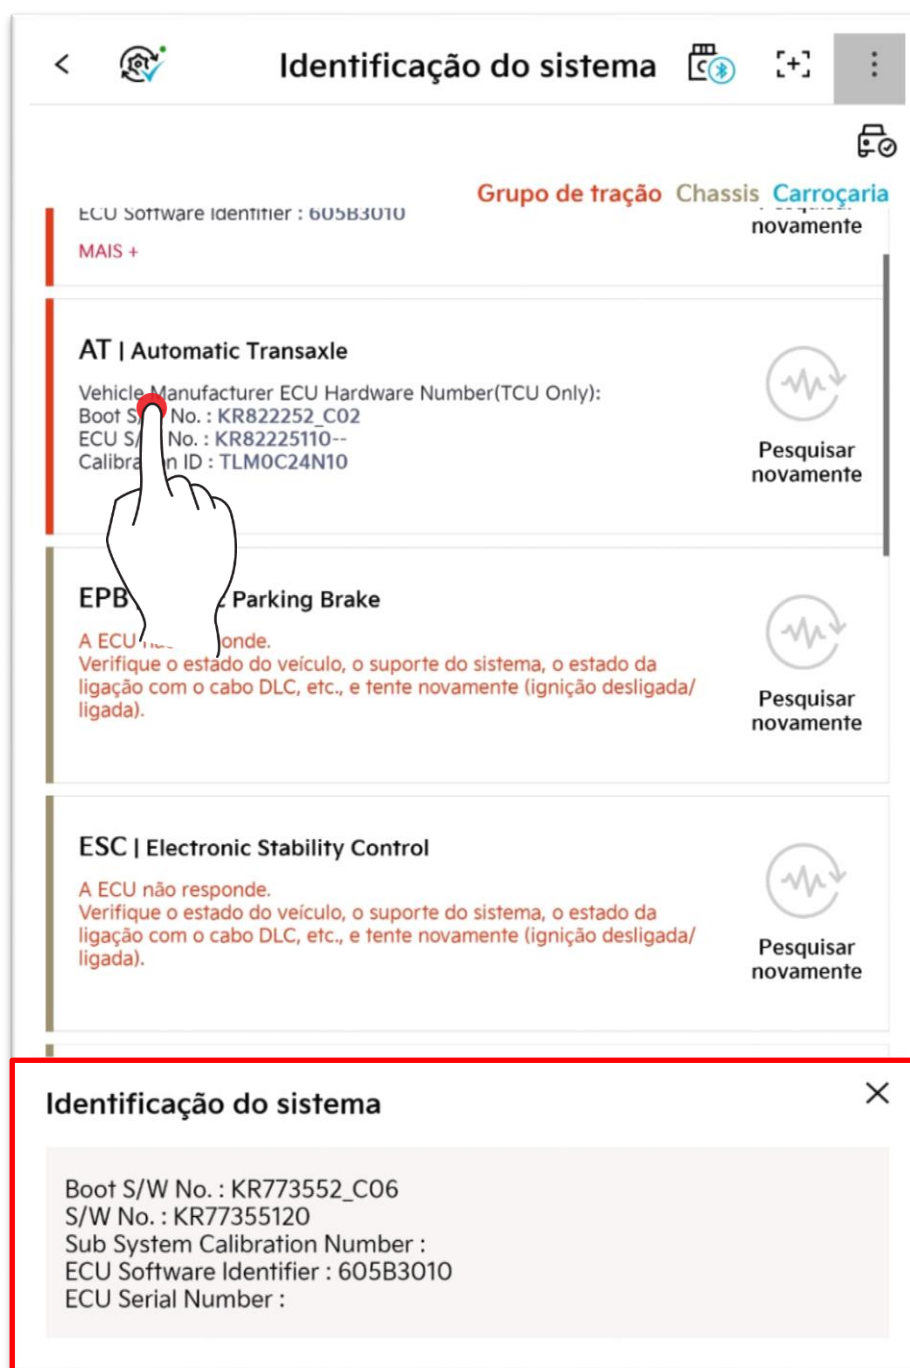 Identificação do sistema
Grupo de tração Chassis Carroçaria
ECU Software Identifier : 605B3010
novamente
MAIS +
AT | Automatic Transaxle
Vehicle Manufacturer ECU Hardware Number(TCU Only):
Boot S/ No. : KR822252_C02
ECU S/ No. : KR82225110--
Calibra n ID : TLM0C24N10
Pesquisar
novamente
EPB Parking Brake
A ECU onde.
Verifique o estado do veículo, o suporte do sistema, o estado da
ligação com o cabo DLC, etc., e tente novamente (ignição desligada/
ligada).
Pesquisar
novamente
ESC | Electronic Stability Control
A ECU não responde.
Verifique o estado do veículo, o suporte do sistema, o estado da
ligação com o cabo DLC, etc., e tente novamente (ignição desligada/
ligada).
Pesquisar
novamente
Identificação do sistema
Boot S/W No. : KR773552_C06
S/W No. : KR77355120
Sub System Calibration Number :
ECU Software Identifier : 605B3010
ECU Serial Number :